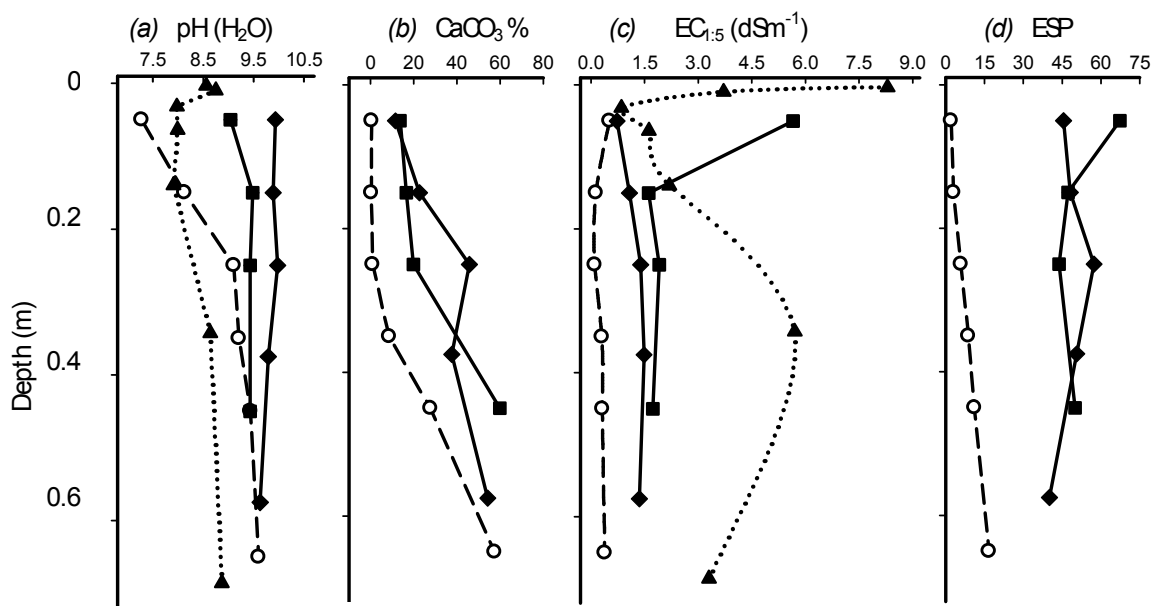 (a) pH (H₂O) (b) CaCO₃ % (c) EC₁:₅ (dSm⁻¹) (d) ESP
7.5 8.5 9.5 10.5 0 20 40 60 80 0.0 1.5 3.0 4.5 6.0 7.5 9.0 0 15 30 45 60 75
0
0.2
0.4
0.6
Depth (m)